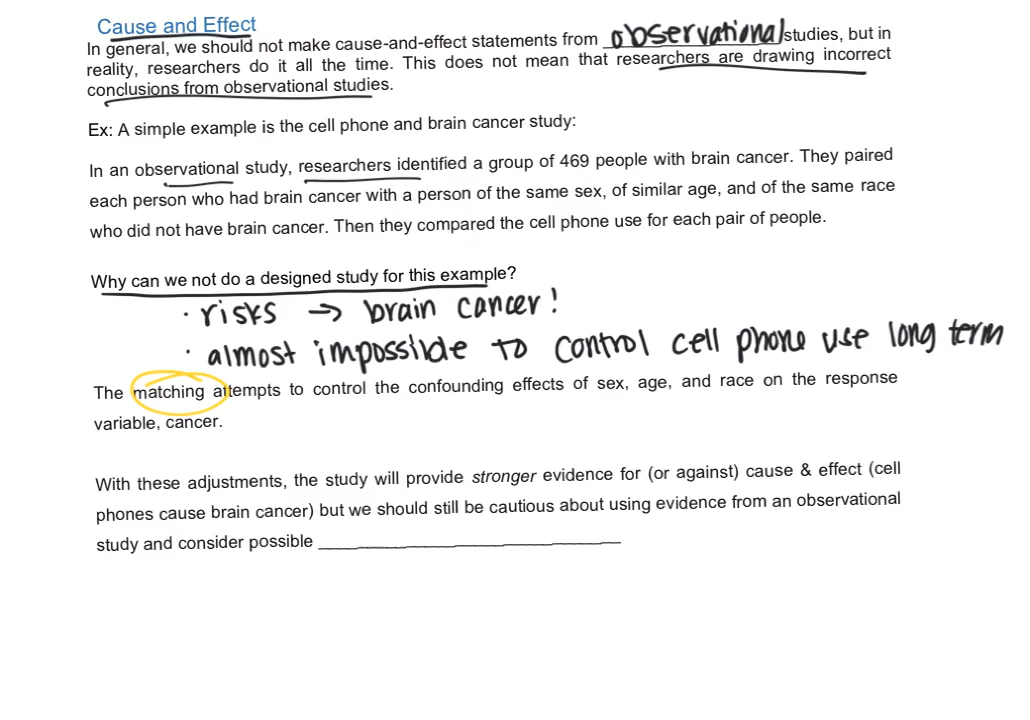 Cause and Effect
In general, we should not make cause-and-effect statements from observational studies, but in
reality, researchers do it all the time. This does not mean that researchers are drawing incorrect
conclusions from observational studies.
Ex: A simple example is the cell phone and brain cancer study:
In an observational study, researchers identified a group of 469 people with brain cancer. They paired
each person who had brain cancer with a person of the same sex, of similar age, and of the same race
who did not have brain cancer. Then they compared the cell phone use for each pair of people.
Why can we not do a designed study for this example?
· risks → brain cancer!
· almost impossible to control cell phone use long term
The matching attempts to control the confounding effects of sex, age, and race on the response
variable, cancer.
With these adjustments, the study will provide stronger evidence for (or against) cause & effect (cell
phones cause brain cancer) but we should still be cautious about using evidence from an observational
study and consider possible ______________________________